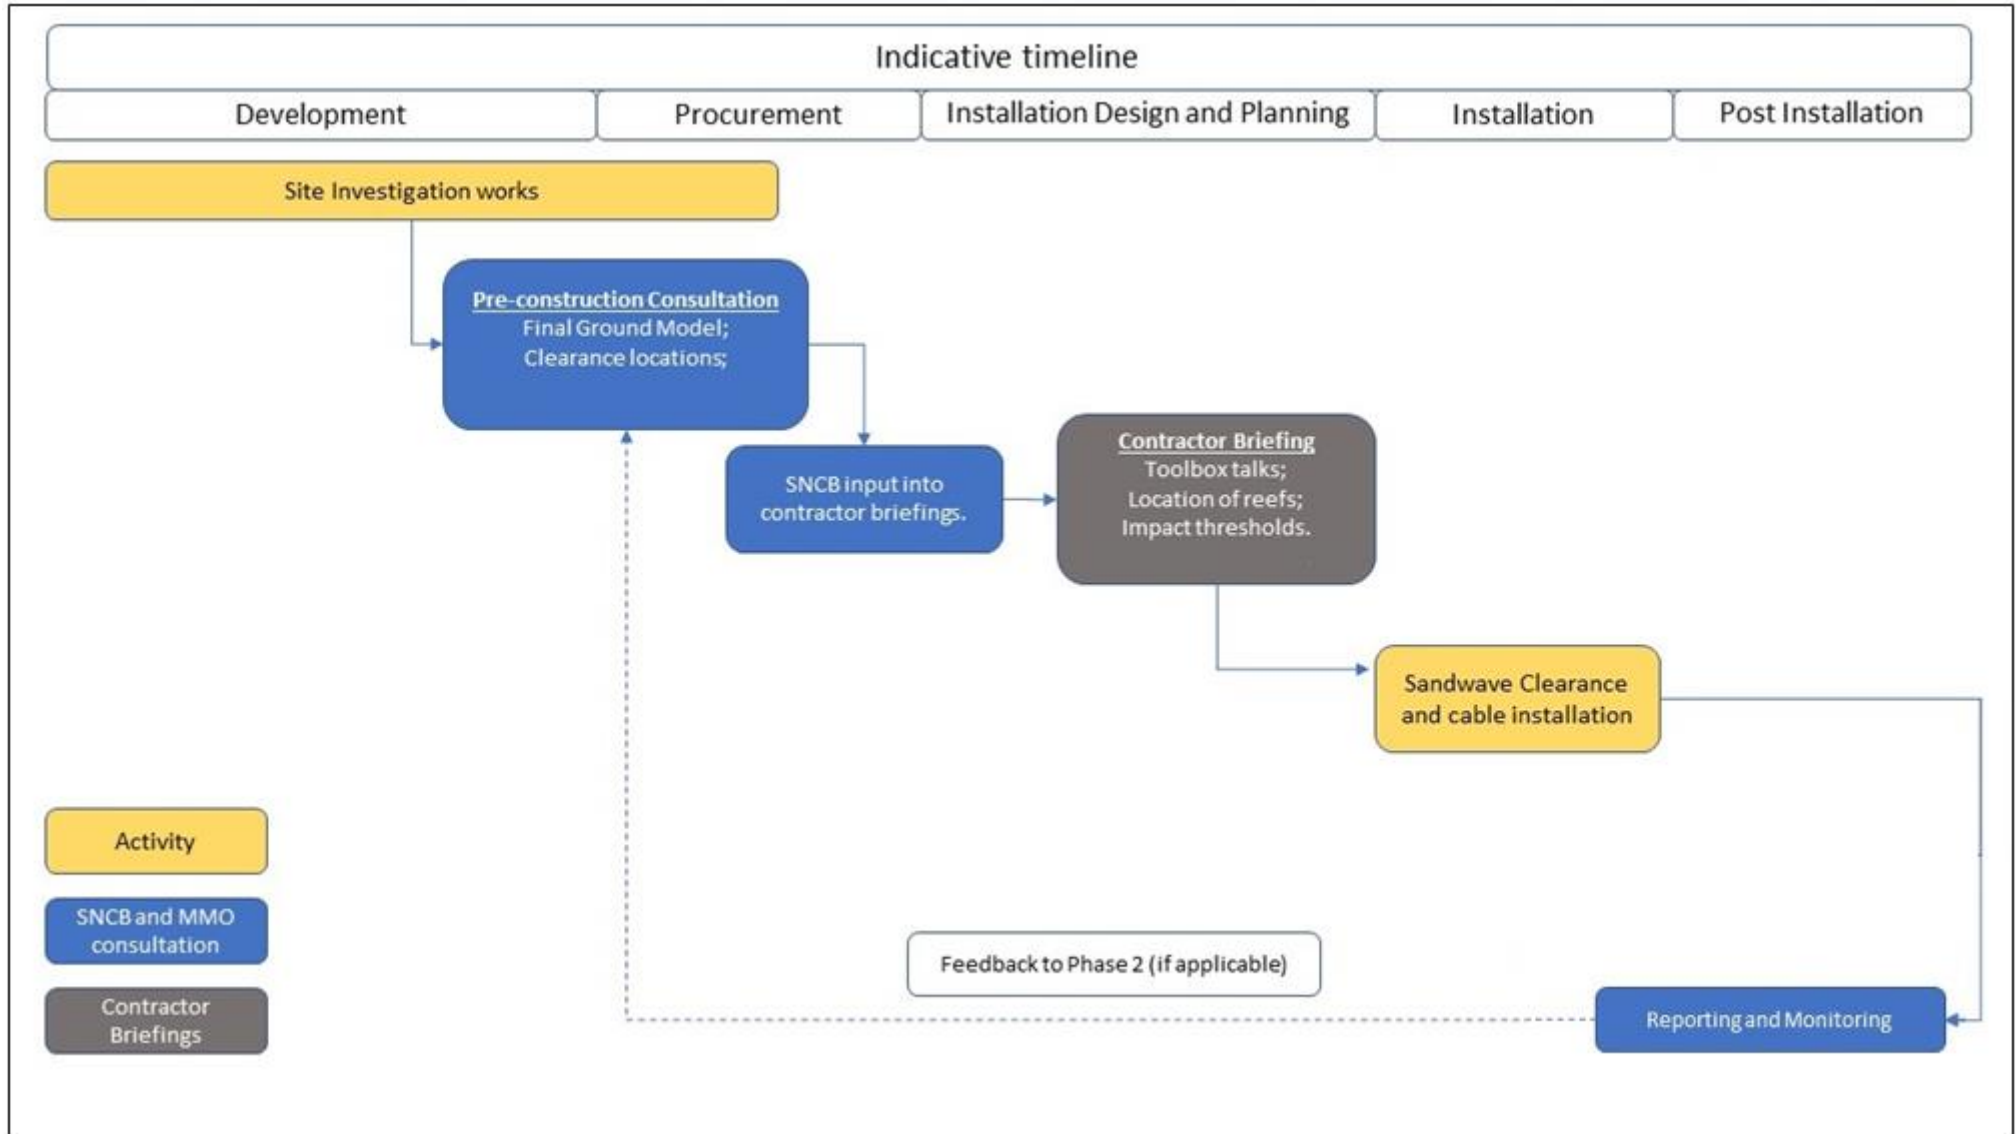 Indicative timeline
Development
Procurement
Installation Design and Planning
Installation
Post Installation
Site Investigation works
Pre-construction Consultation
Final Ground Model;
Clearance locations;
SNCB input into
contractor briefings.
Contractor Briefing
Toolbox talks;
Location of reefs;
Impact thresholds.
Sandwave Clearance
and cable installation
Activity
SNCB and MMO
consultation
Contractor
Briefings
Feedback to Phase 2 (if applicable)
Reporting and Monitoring